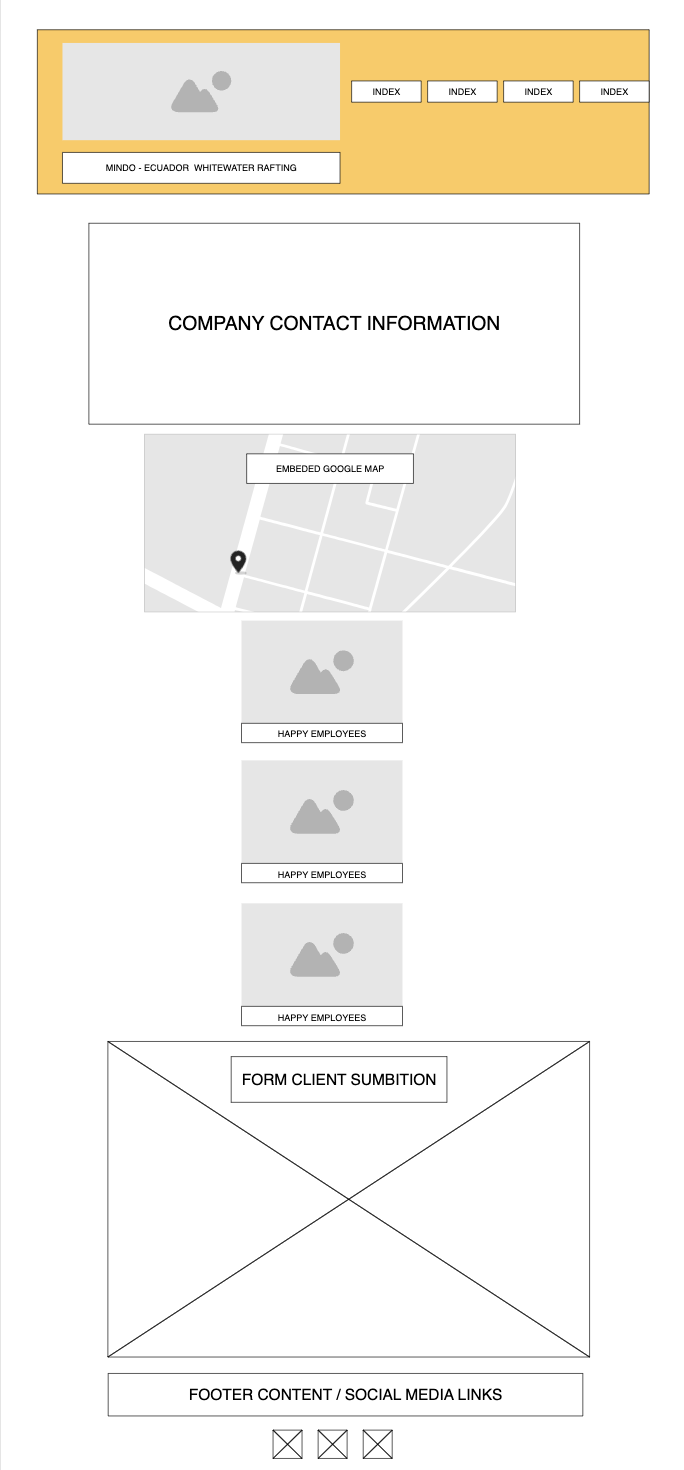 INDEX
INDEX
INDEX
INDEX
MINDO - ECUADOR  WHITEWATER RAFTING
COMPANY CONTACT INFORMATION
EMBEDED GOOGLE MAP
HAPPY EMPLOYEES
HAPPY EMPLOYEES
HAPPY EMPLOYEES
FORM CLIENT SUMBITION
FOOTER CONTENT / SOCIAL MEDIA LINKS